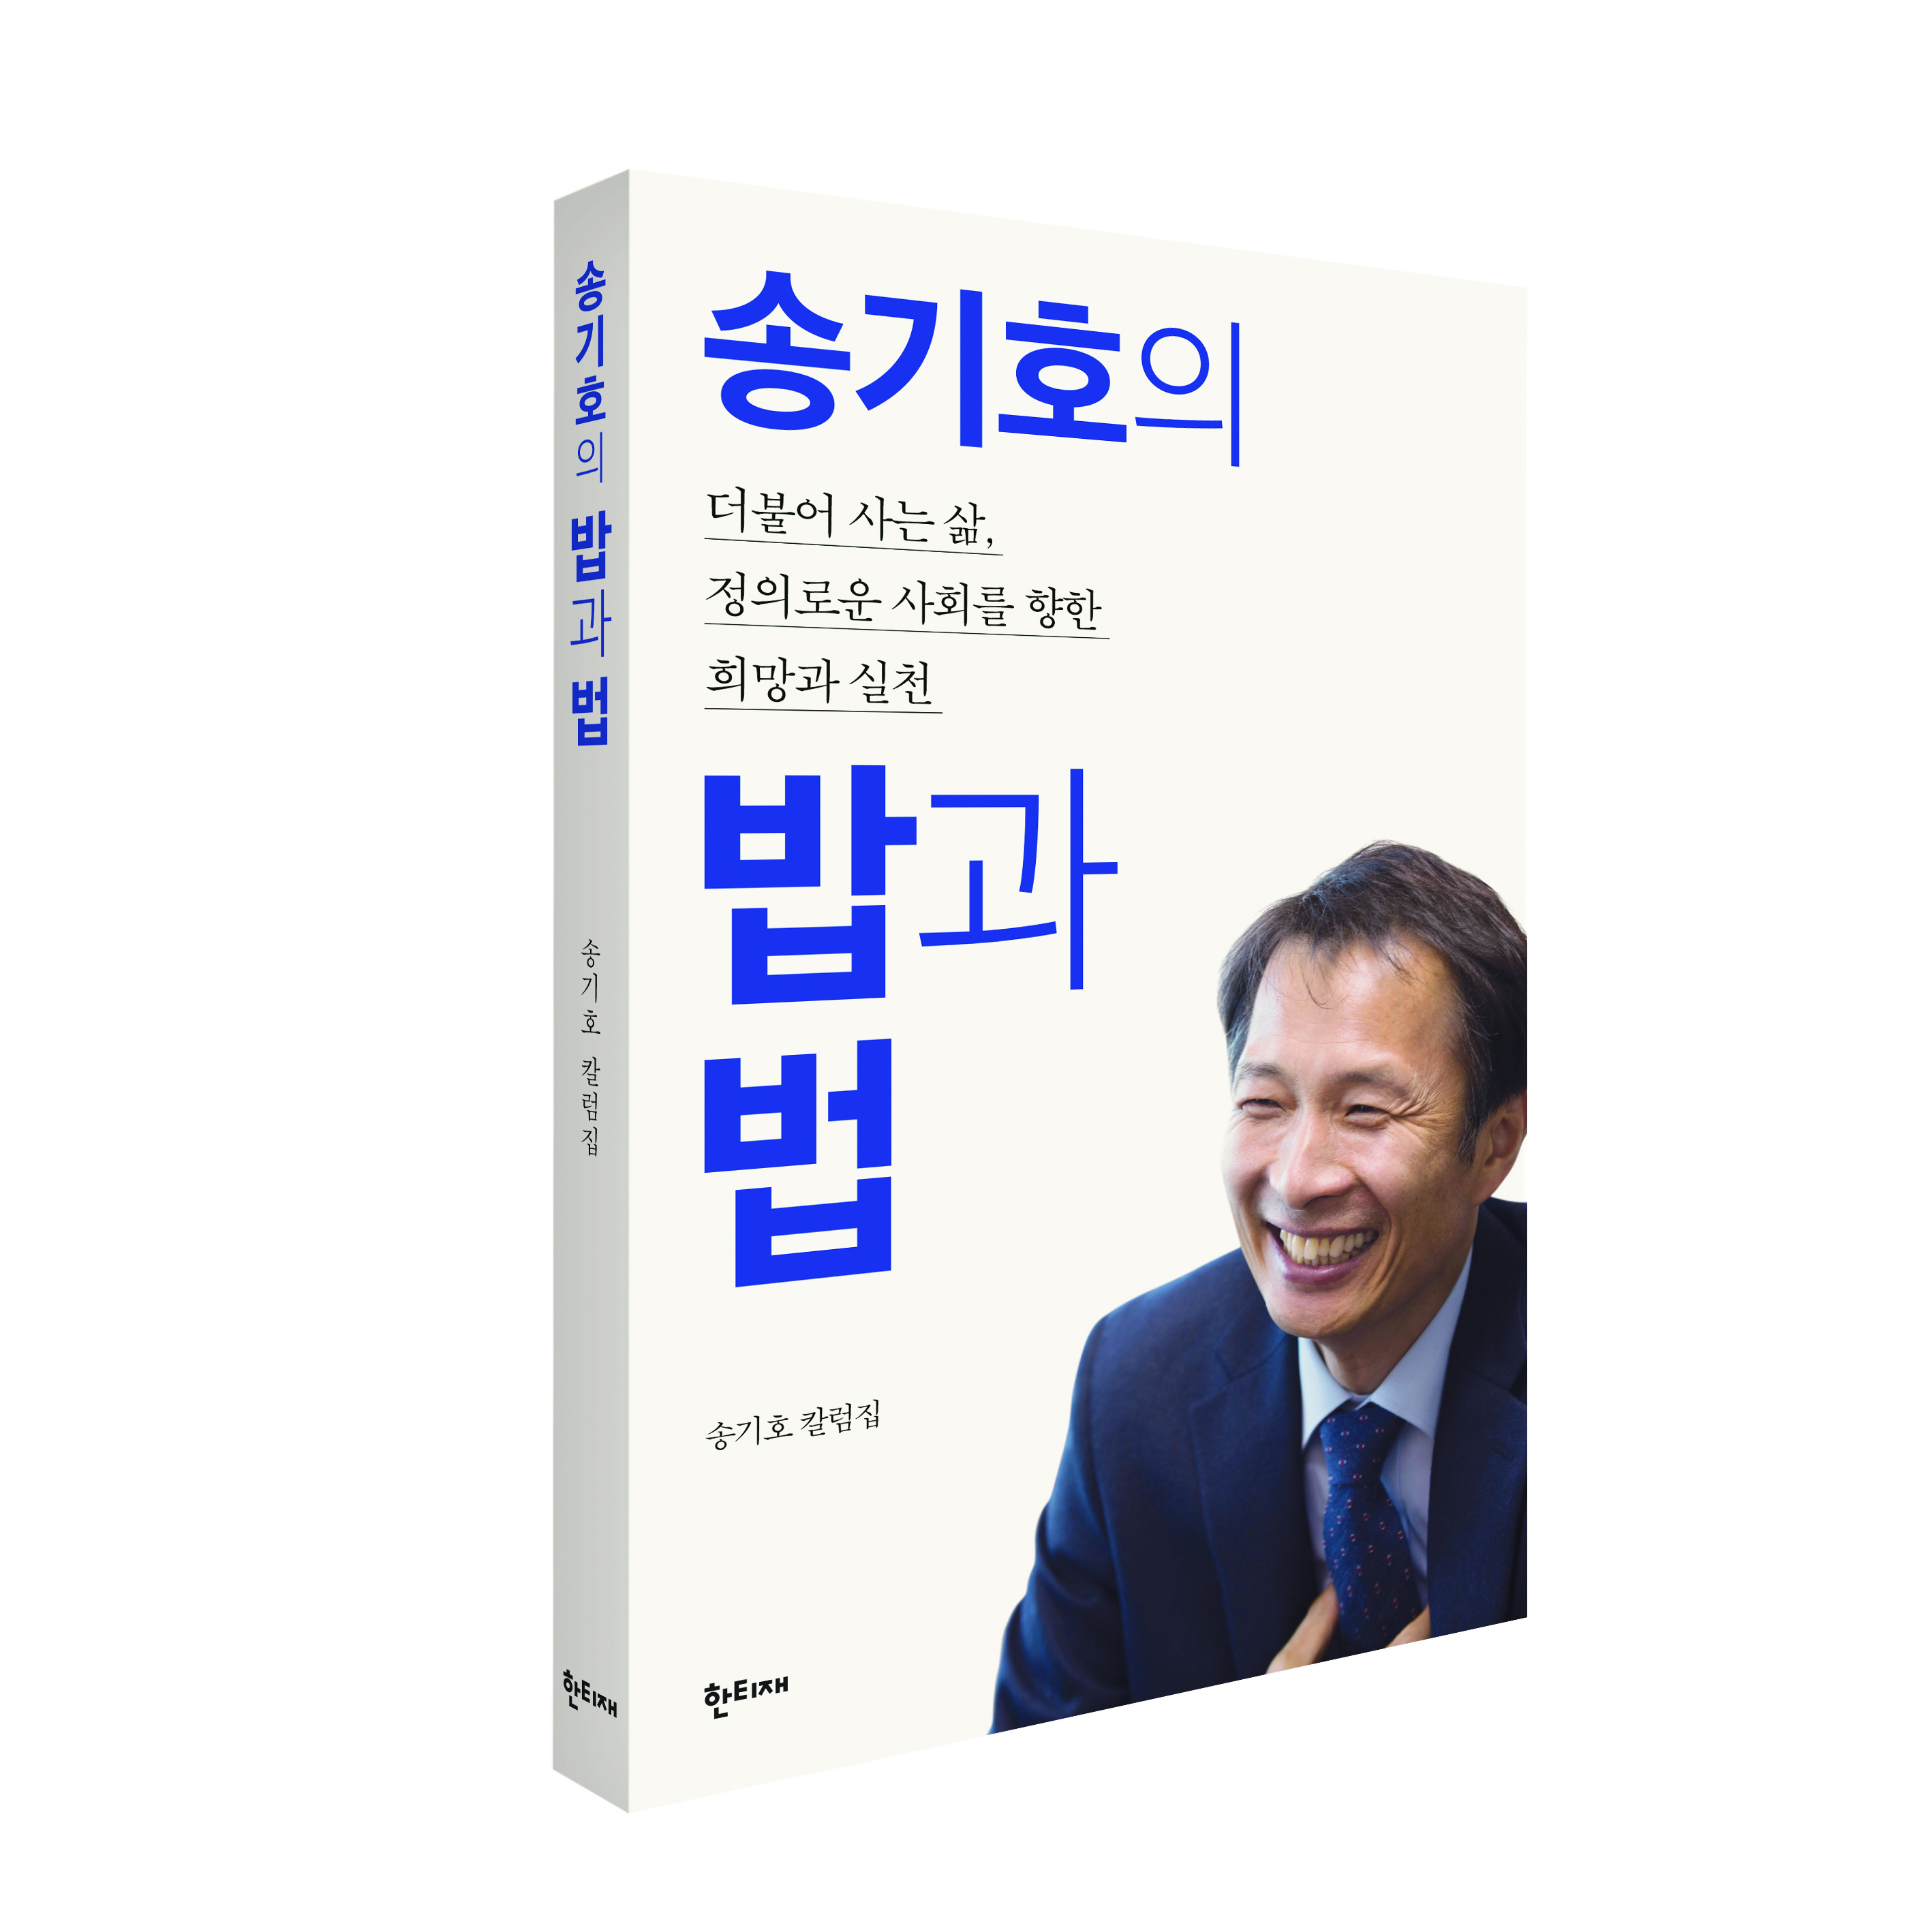 송기호의
더불어 사는 삶,
정의로운 사회를 향한
희망과 실천
밥과
법
송기호 칼럼집
한티재
송기호의 밥과 법
송기호 칼럼집
한티재